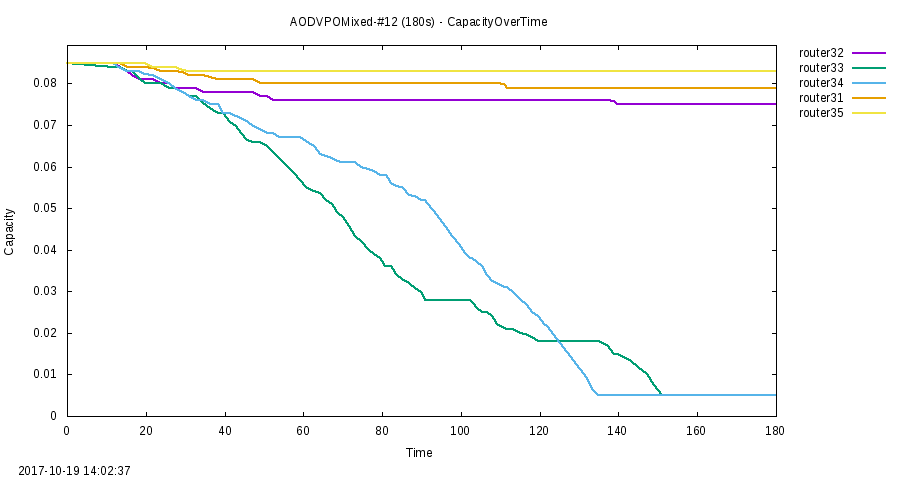 AODVPOMixed-#12 (180s) - CapacityOverTime
router32
router33
router34
router31
router35
0.08
0.07
0.06
0.05
0.04
0.03
0.02
0.01
0
Capacity
0 20 40 60 80 100 120 140 160 180
Time
2017-10-19 14:02:37